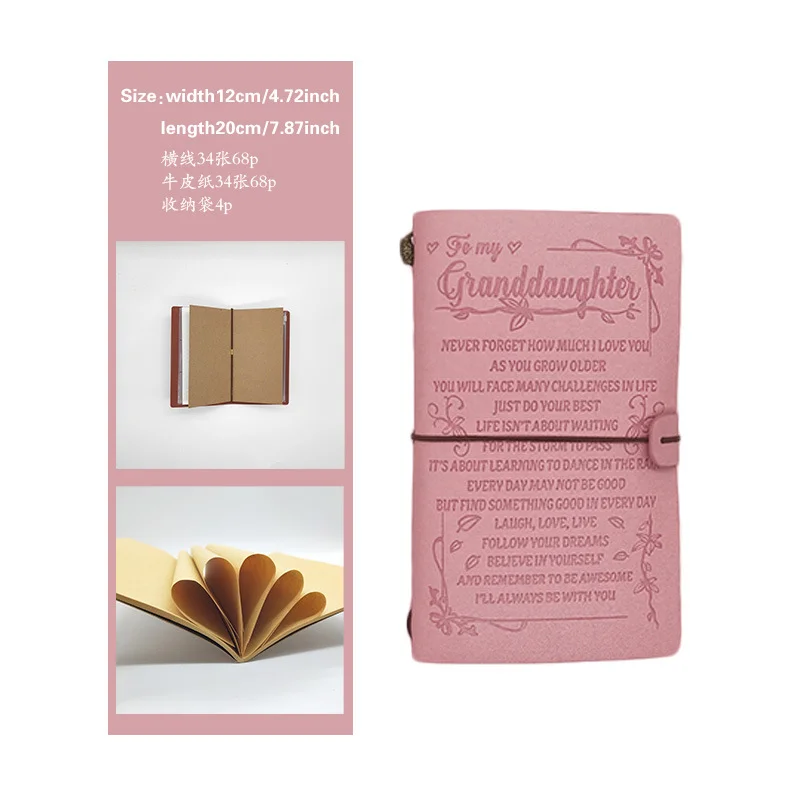 Size:width12cm/4.72inch
length20cm/7.87inch
横线34张68p
牛皮纸34张68p
收纳袋4p
To my
Granddaughter
NEVER FORGET HOW MUCH I LOVE YOU
AS YOU GROW OLDER
YOU WILL FACE MANY CHALLENGES IN LIFE
JUST DO YOUR BEST
LIFE ISN'T ABOUT WAITING
FOR THE STORM TO PASS
IT'S ABOUT LEARNING TO DANCE IN THE
EVERY DAY MAY NOT BE GOOD
BUT FIND SOMETHING GOOD IN EVERY DAY
LAUGH, LOVE, LIVE
FOLLOW YOUR DREAMS
BELIEVE IN YOURSELF
AND REMEMBER TO BE AWESOME
I'LL ALWAYS BE WITH YOU